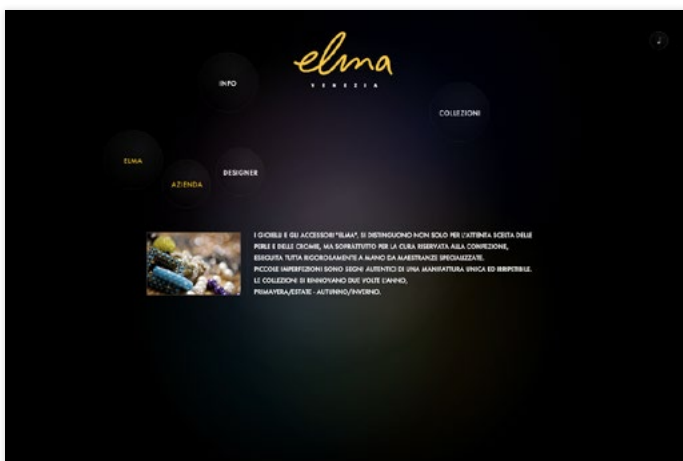 elma
VENEZIA
INFO
COLLEZIONI
ELMA
AZIENDA
DESIGNER
I GIOIELLI E GLI ACCESSORI "ELMA", SI DISTINGUONO NON SOLO PER L'ATTENTA SCELTA DELLE
PERLE E DELLE CROMIE, MA SOPRATTUTTO PER LA CURA RISERVATA ALLA CONFEZIONE,
ESEGUITA TUTTA RIGOROSAMENTE A MANO DA MAESTRANZE SPECIALIZZATE.
PICCOLE IMPERFEZIONI SONO SEGNI AUTENTICI DI UNA MANIFATTURA UNICA ED IRRIPETIBILE.
LE COLLEZIONI SI RINNOVANO DUE VOLTE L'ANNO,
PRIMAVERA/ESTATE - AUTUNNO/INVERNO.